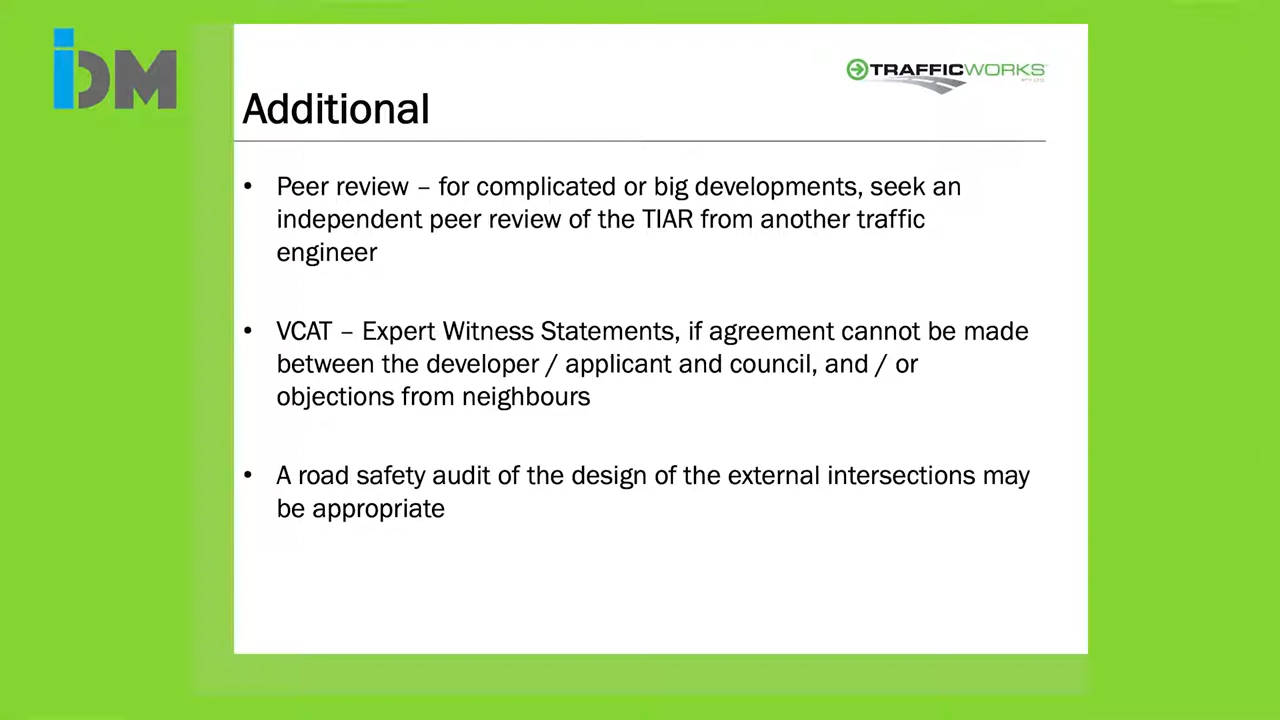 iDM
TRAFFICWORKS
Additional
• Peer review – for complicated or big developments, seek an
independent peer review of the TIAR from another traffic
engineer
• VCAT – Expert Witness Statements, if agreement cannot be made
between the developer / applicant and council, and / or
objections from neighbours
• A road safety audit of the design of the external intersections may
be appropriate